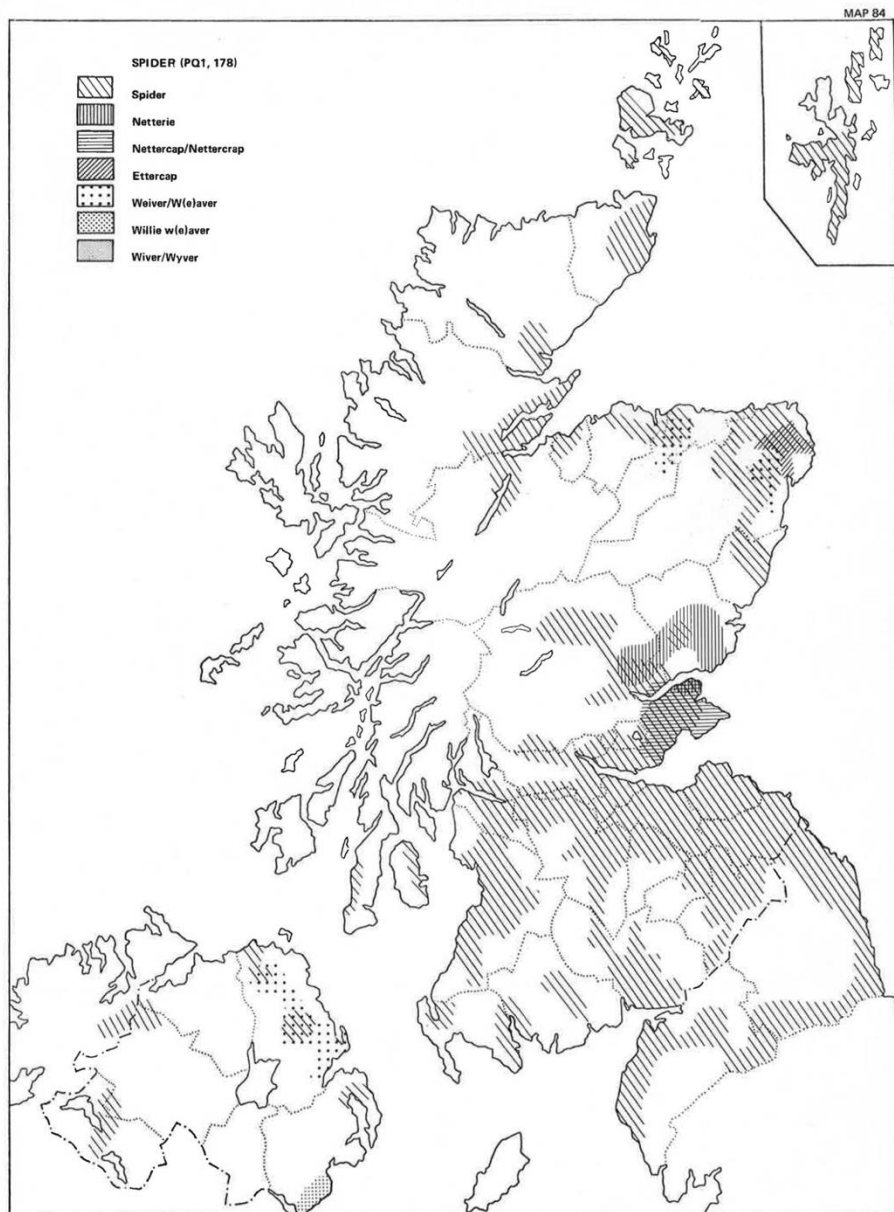 MAP 84
SPIDER (PQ1, 178)
Spider
Netterie
Nettercap/Nettercrap
Ettercap
Weiver/W(e)aver
Willie w(e)aver
Wiver/Wyver